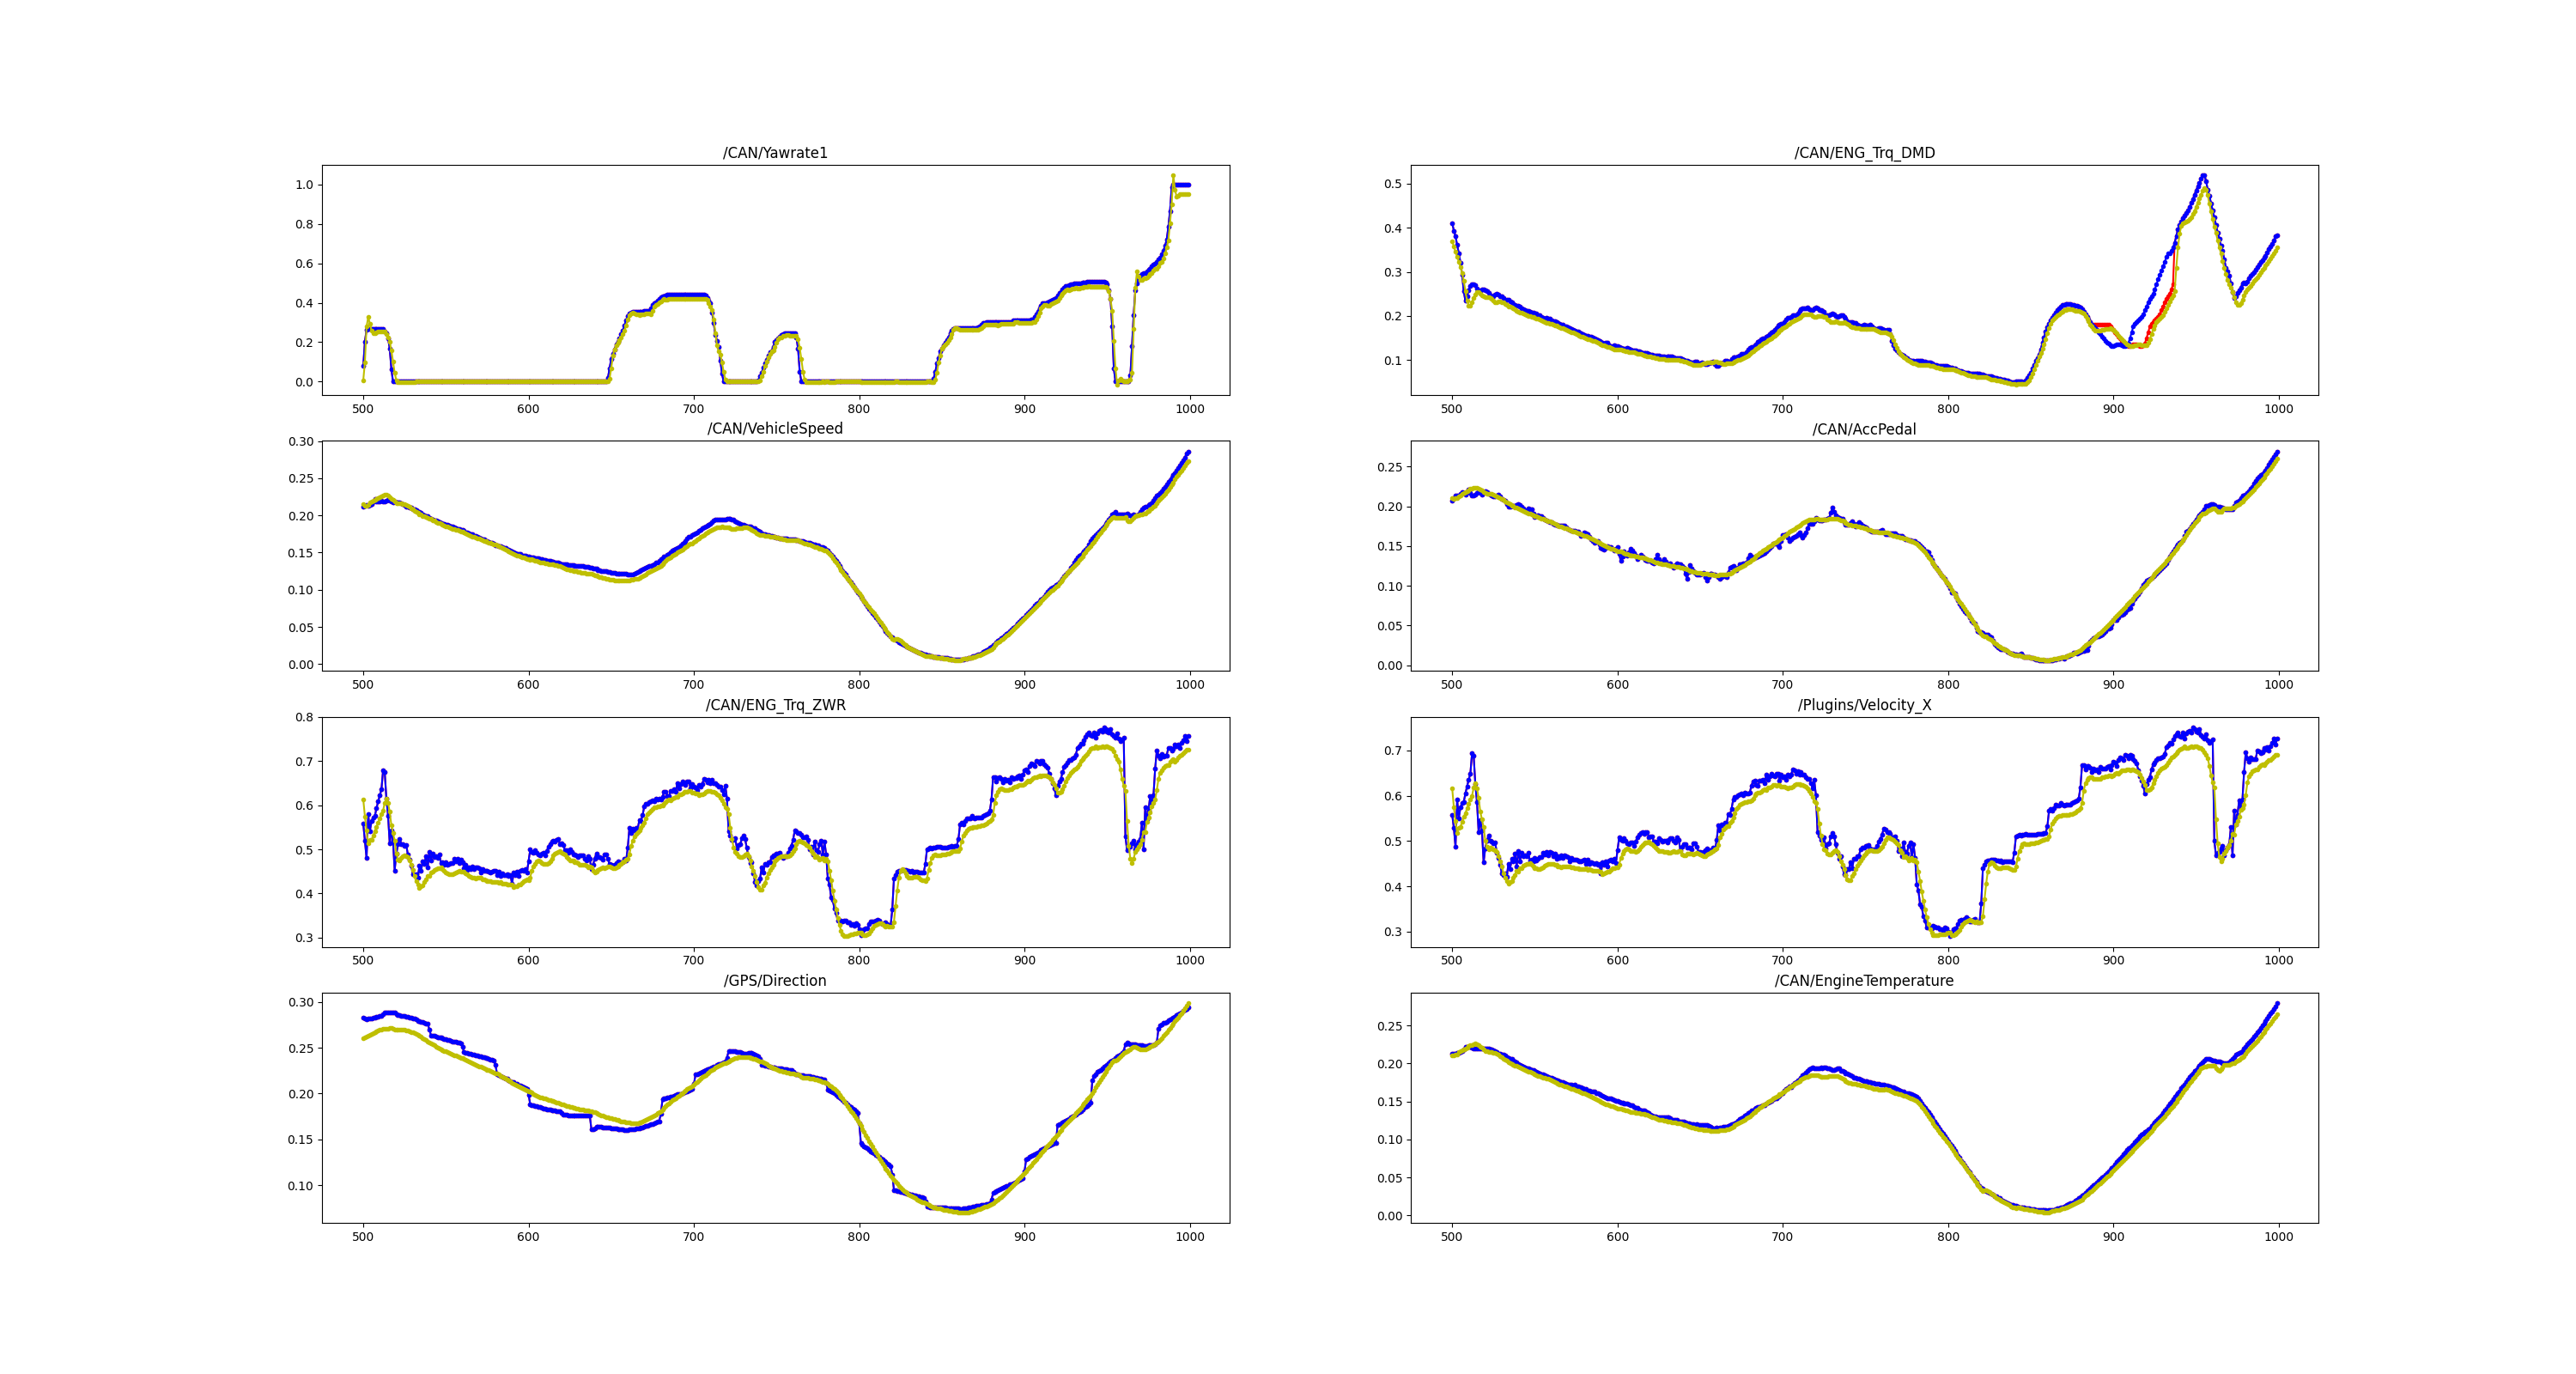 /CAN/Yawrate1
1.0
0.8
0.6
0.4
0.2
0.0
500 600 700 800 900 1000
/CAN/ENG_Trq_DMD
0.5
0.4
0.3
0.2
0.1
500 600 700 800 900 1000
/CAN/VehicleSpeed
0.30
0.25
0.20
0.15
0.10
0.05
0.00
500 600 700 800 900 1000
/CAN/AccPedal
0.25
0.20
0.15
0.10
0.05
0.00
500 600 700 800 900 1000
/CAN/ENG_Trq_ZWR
0.8
0.7
0.6
0.5
0.4
0.3
500 600 700 800 900 1000
/Plugins/Velocity_X
0.7
0.6
0.5
0.4
0.3
500 600 700 800 900 1000
/GPS/Direction
0.30
0.25
0.20
0.15
0.10
500 600 700 800 900 1000
/CAN/EngineTemperature
0.25
0.20
0.15
0.10
0.05
0.00
500 600 700 800 900 1000